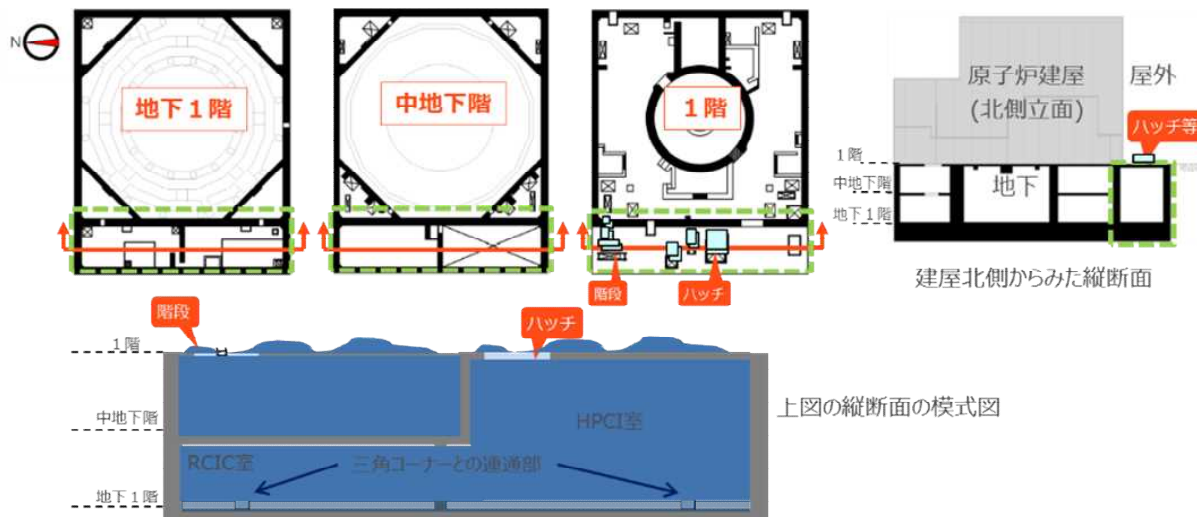 N
地下１階
中地下階
１階
階段
ハッチ
原子炉建屋
(北側立面)
屋外
ハッチ等
１階
中地下階
地下１階
地下
建屋北側からみた縦断面
階段
ハッチ
１階
中地下階
地下１階
HPCI室
RCIC室
三角コーナーとの連通部
上図の縦断面の模式図